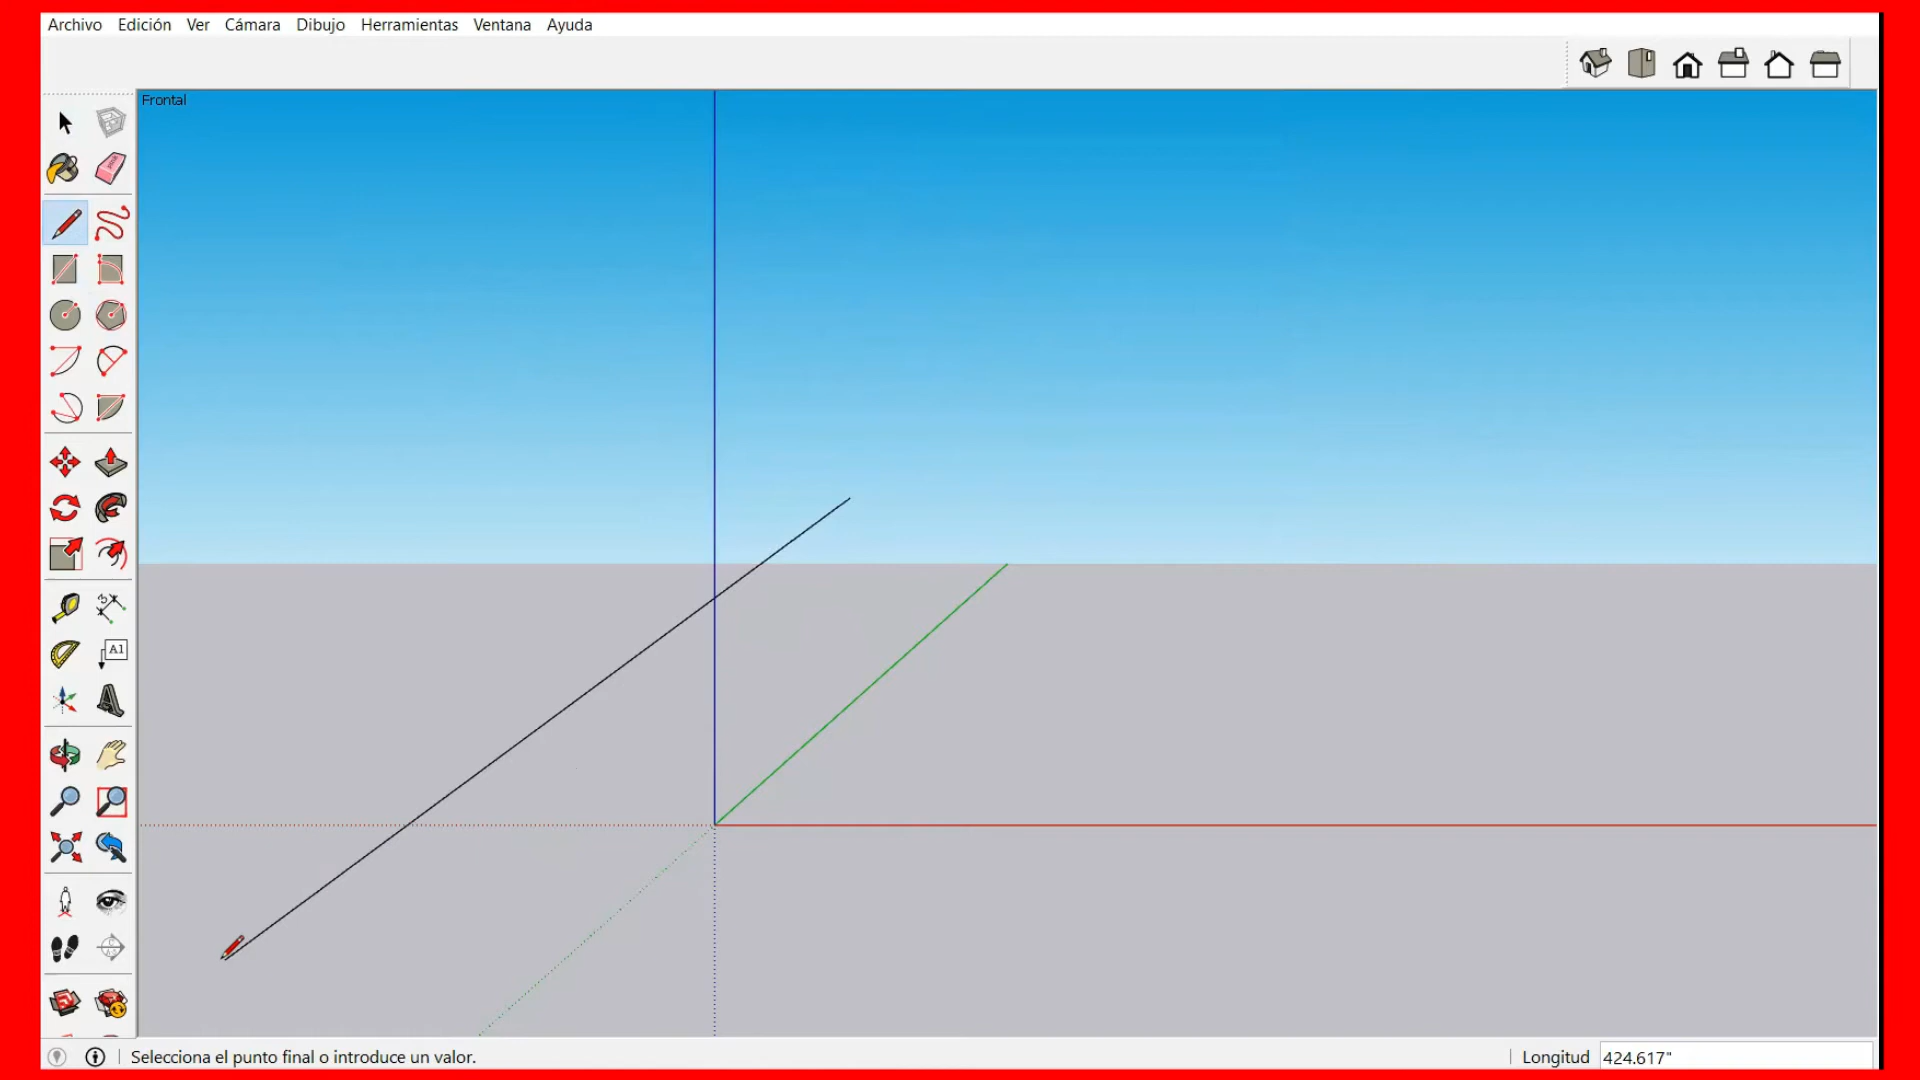 Archivo Edición Ver Cámara Dibujo Herramientas Ventana Ayuda
Frontal
A1
Selecciona el punto final o introduce un valor.
Longitud 424.617"